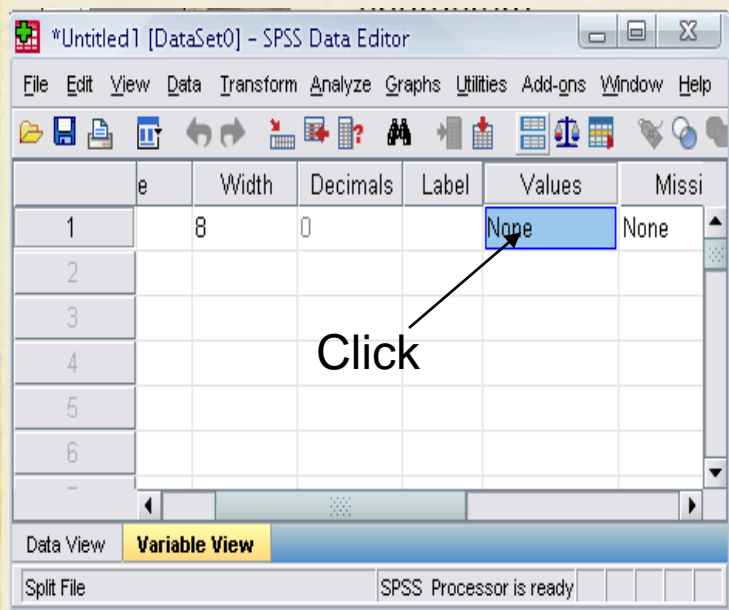 *Untitled1 [DataSet0] - SPSS Data Editor
File Edit View Data Transform Analyze Graphs Utilities Add-ons Window Help
e Width Decimals Label Values Missi
1 8 0 None None
2
3
Click
4
5
6
Data View Variable View
Split File SPSS Processor is ready